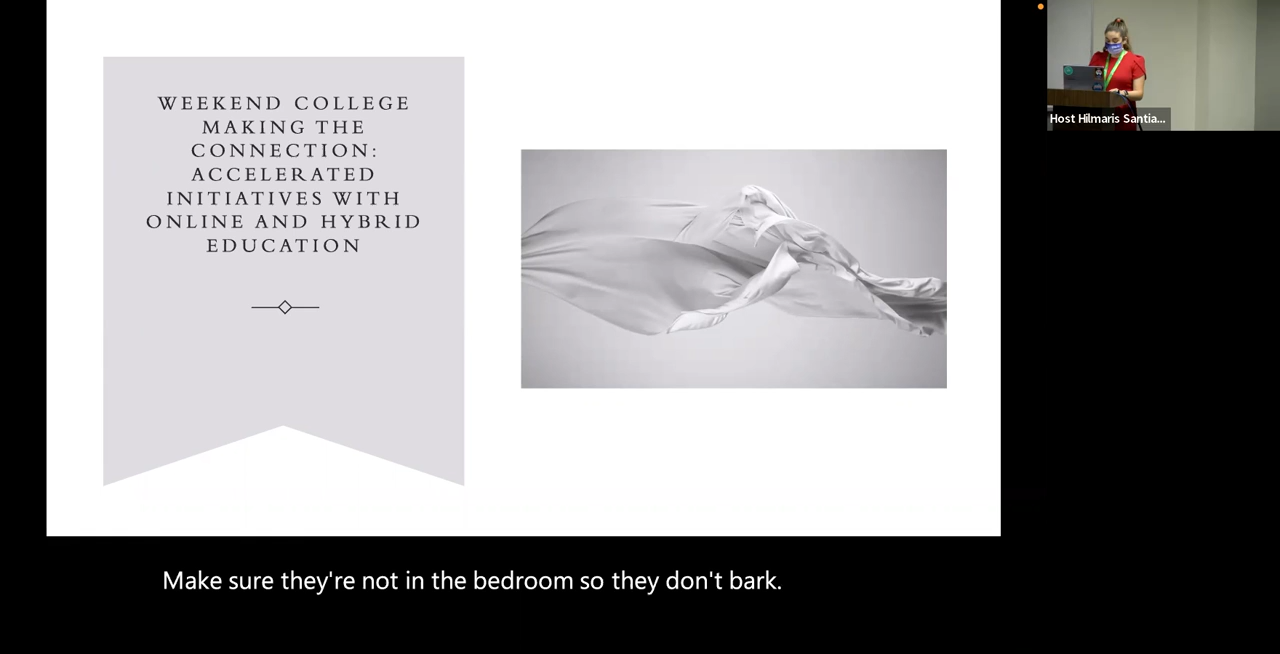 WEEKEND COLLEGE
MAKING THE
CONNECTION:
ACCELERATED
INITIATIVES WITH
ONLINE AND HYBRID
EDUCATION
Host Hilmaris Santia...
Make sure they're not in the bedroom so they don't bark.